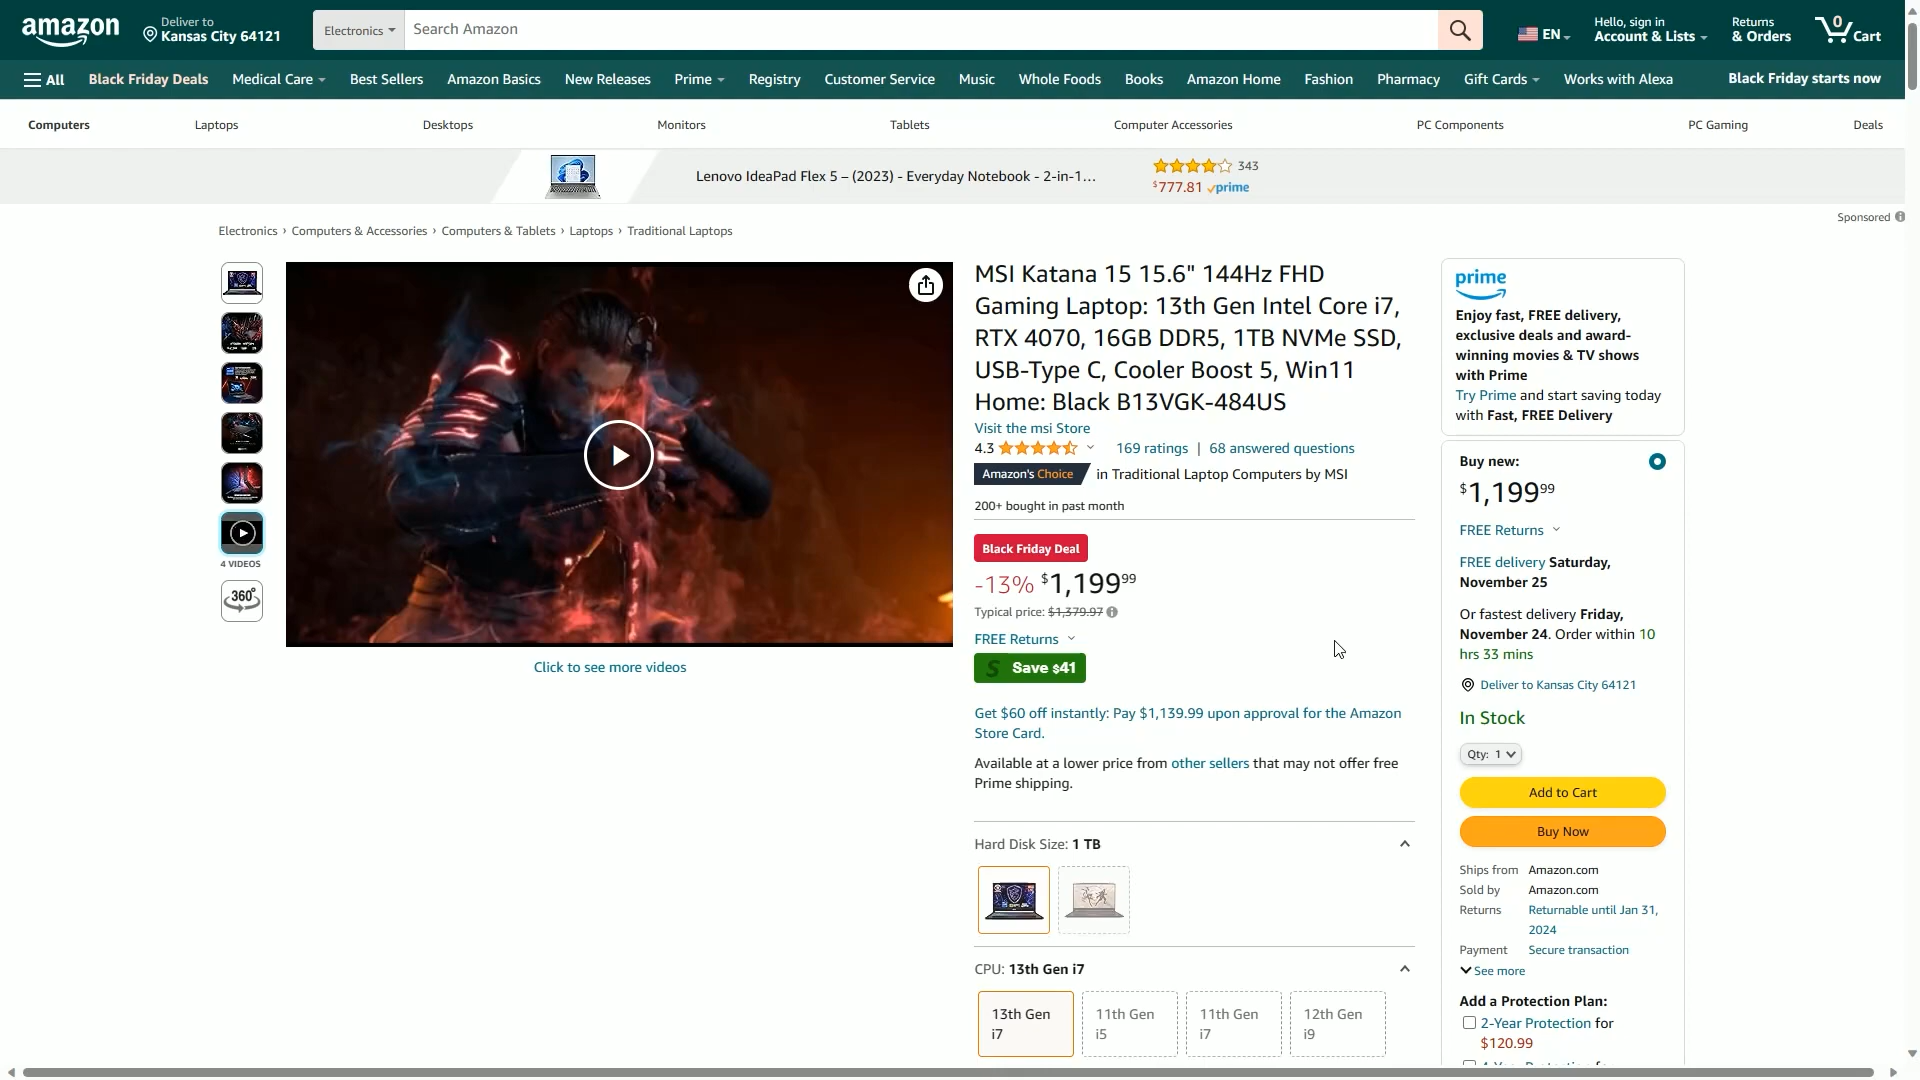 amazon
Deliver to
Kansas City 64121
Electronics
Search Amazon
EN
Hello, sign in
Account & Lists
Returns
& Orders
0
Cart
All
Black Friday Deals
Medical Care
Best Sellers
Amazon Basics
New Releases
Prime
Registry
Customer Service
Music
Whole Foods
Books
Amazon Home
Fashion
Pharmacy
Gift Cards
Works with Alexa
Black Friday starts now
Computers
Laptops
Desktops
Monitors
Tablets
Computer Accessories
PC Components
PC Gaming
Deals
Lenovo IdeaPad Flex 5 – (2023) - Everyday Notebook - 2-in-1...
343
$777.81 prime
Sponsored
Electronics › Computers & Accessories › Computers & Tablets › Laptops › Traditional Laptops
4 VIDEOS
360°
Click to see more videos
MSI Katana 15 15.6" 144Hz FHD
Gaming Laptop: 13th Gen Intel Core i7,
RTX 4070, 16GB DDR5, 1TB NVMe SSD,
USB-Type C, Cooler Boost 5, Win11
Home: Black B13VGK-484US
Visit the msi Store
4.3
169 ratings | 68 answered questions
Amazon's Choice in Traditional Laptop Computers by MSI
200+ bought in past month
Black Friday Deal
-13% $1,199 99
Typical price: $1,379.97
FREE Returns
S Save $41
Get $60 off instantly: Pay $1,139.99 upon approval for the Amazon
Store Card.
Available at a lower price from other sellers that may not offer free
Prime shipping.
Hard Disk Size: 1 TB
CPU: 13th Gen i7
13th Gen
i7
11th Gen
i5
11th Gen
i7
12th Gen
i9
prime
Enjoy fast, FREE delivery,
exclusive deals and award-
winning movies & TV shows
with Prime
Try Prime and start saving today
with Fast, FREE Delivery
Buy new:
$1,199 99
FREE Returns
FREE delivery Saturday,
November 25
Or fastest delivery Friday,
November 24. Order within 10
hrs 33 mins
Deliver to Kansas City 64121
In Stock
Qty: 1
Add to Cart
Buy Now
Ships from Amazon.com
Sold by Amazon.com
Returns Returnable until Jan 31,
2024
Payment Secure transaction
See more
Add a Protection Plan:
2-Year Protection for
$120.99